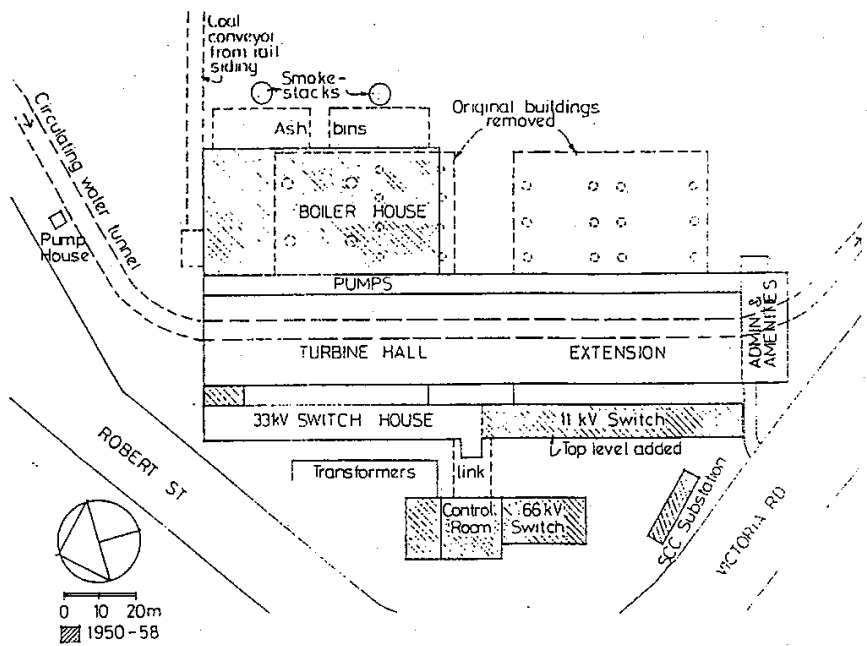 Coal
conveyor
from rail
siding
Smoke-
stacks
Original buildings
removed
Ash bins
Circulating water tunnel
BOILER HOUSE
Pump
House
PUMPS
ADMIN &
AMENITIES
TURBINE HALL
EXTENSION
33kV SWITCH HOUSE
11 kV Switch
Top level added
ROBERT ST
Transformers
link
Control
Room
66kV
Switch
SCC Substation
VICTORIA RD
0 10 20m
1950-58